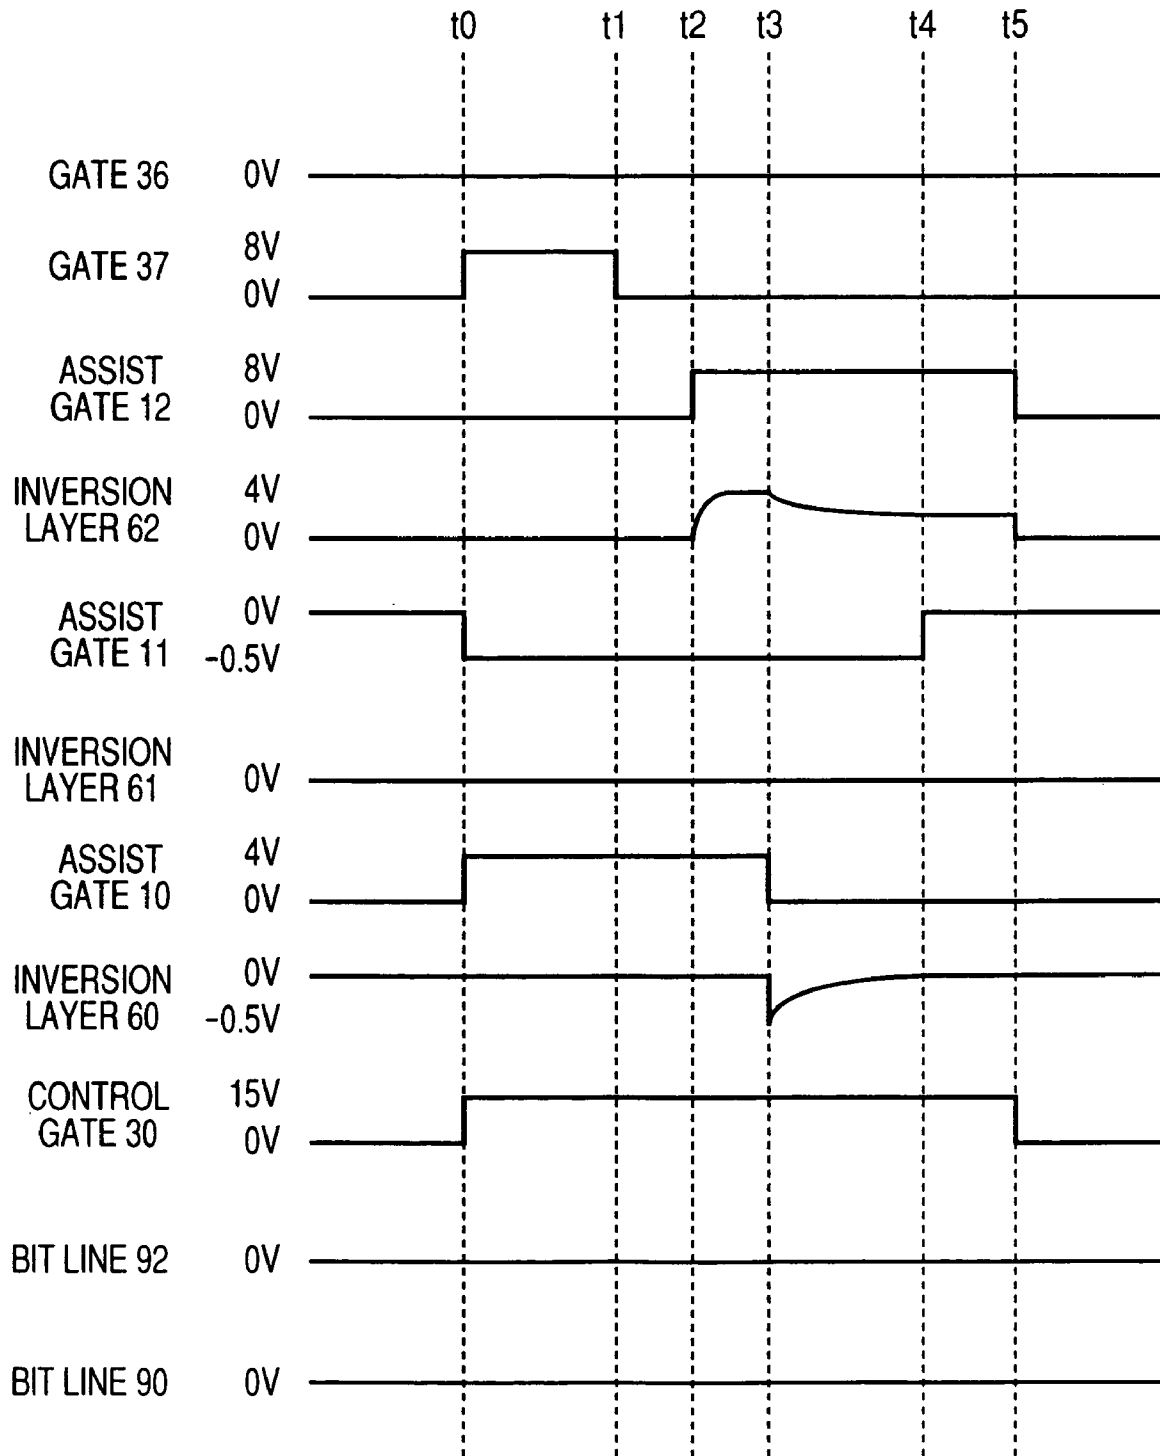 t0 t1 t2 t3 t4 t5
GATE 36 0V
8V
GATE 37
0V
ASSIST 8V
GATE 12 0V
INVERSION 4V
LAYER 62 0V
ASSIST 0V
GATE 11 -0.5V
INVERSION
LAYER 61 0V
ASSIST 4V
GATE 10 0V
INVERSION 0V
LAYER 60 -0.5V
CONTROL 15V
GATE 30 0V
BIT LINE 92 0V
BIT LINE 90 0V